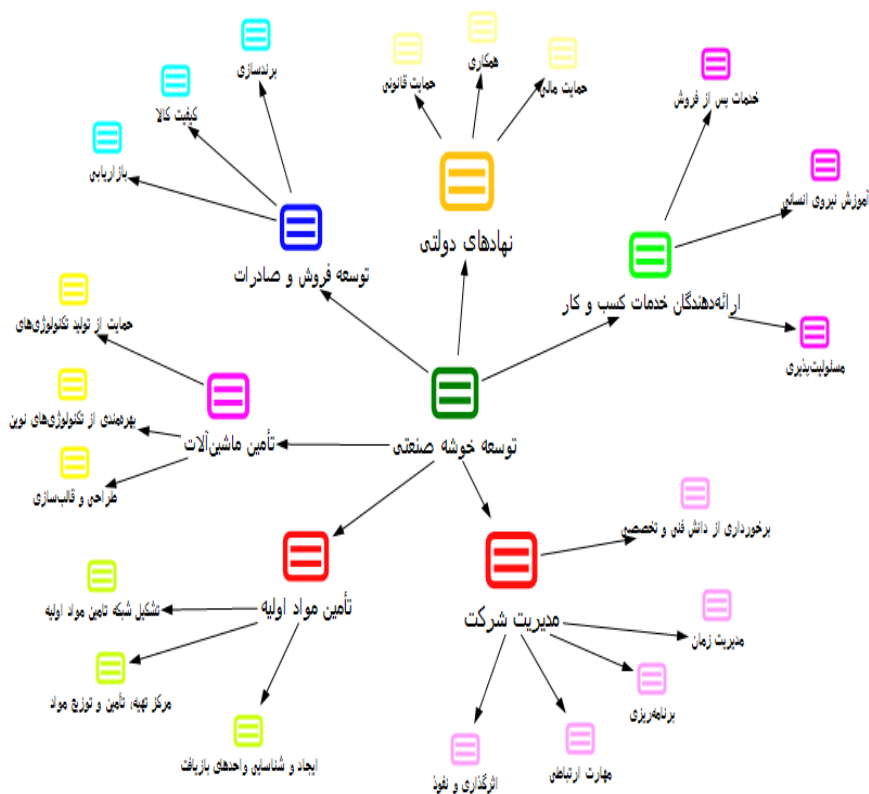 برندسازی
همکاری
حمایت مالی
حمایت قانونی
کیفیت کالا
خدمات پس از فروش
بازاریابی
آموزش نیروی انسانی
نهادهای دولتی
توسعه فروش و صادرات
ارائه‌دهندگان خدمات کسب و کار
حمایت از تولید تکنولوژی‌های
مسئولیت‌پذیری
بهره‌مندی از تکنولوژی‌های نوین
تأمین ماشین‌آلات
توسعه خوشه صنعتی
طراحی و قالب‌سازی
برخورداری از دانش فنی و تخصصی
تشکیل شبکه تامین مواد اولیه
تأمین مواد اولیه
مدیریت شرکت
مدیریت زمان
مرکز تهیه، تأمین و توزیع مواد
برنامه‌ریزی
ایجاد و شناسایی واحدهای بازیافت
اثرگذاری و نفوذ
مهارت ارتباطی